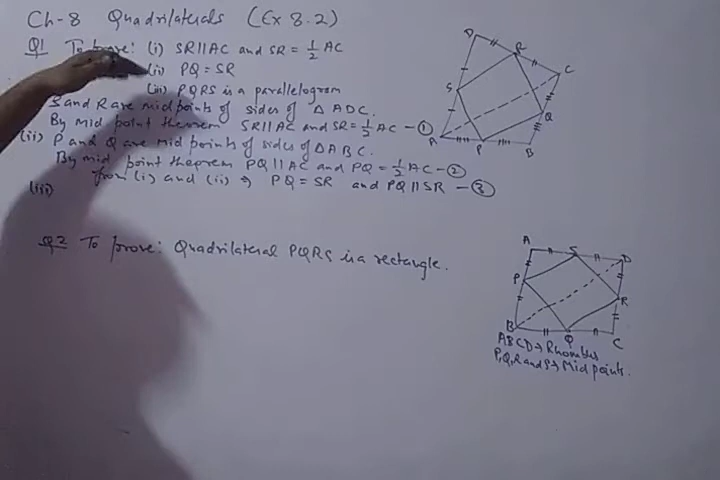 Ch-8 Quadrilaterals (Ex 8.2)
Q1 To prove: (i) SR||AC and SR = 1/2 AC
(ii) PQ = SR
(iii) PQRS is a parallelogram
S and R are midpoints of sides of △ ADC.
By mid point theorem SR||AC and SR = 1/2 AC - ①
(ii) P and Q are mid points of sides of △ABC.
By mid point theorem PQ || AC and PQ = 1/2 AC - ②
from (i) and (ii) → PQ = SR and PQ || SR - ③
(iii)
D
R
C
S
Q
A
P
B
Q2 To prove: Quadrilateral PQRS is a rectangle.
A
S
D
P
R
B
Q
C
ABCD → Rhombus
P, Q, R and S → Mid points.